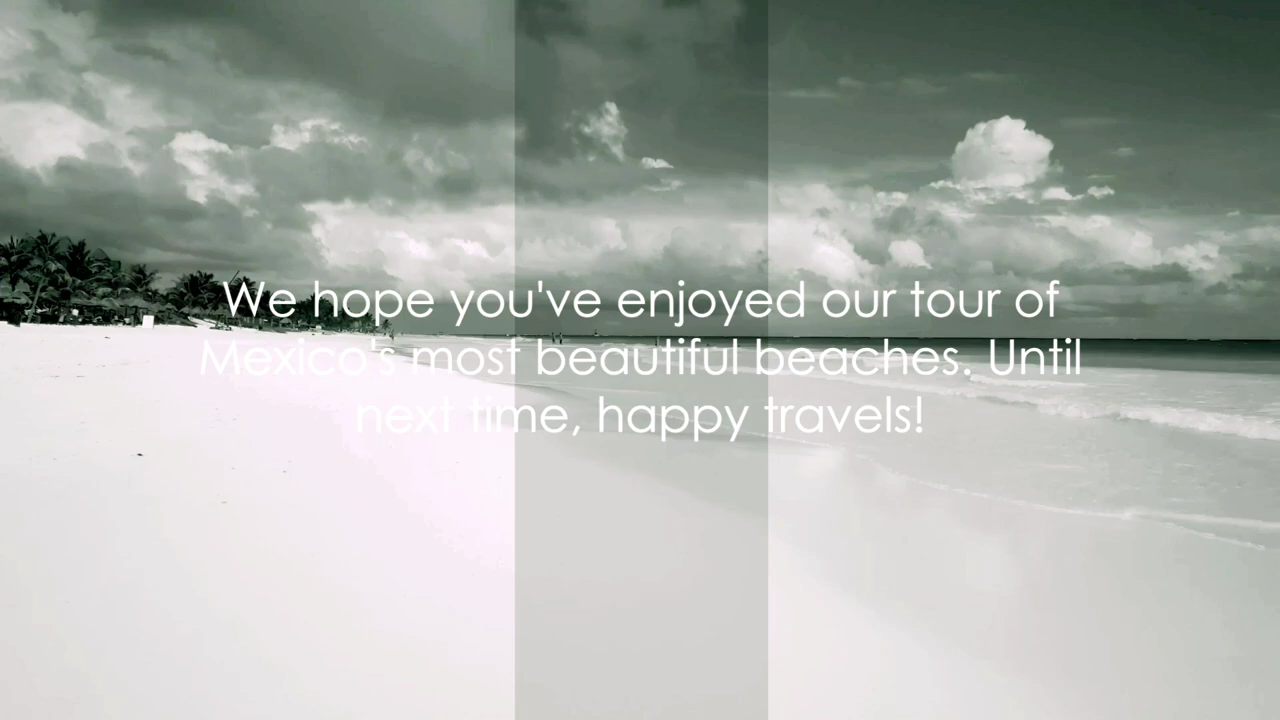 We hope you've enjoyed our tour of
Mexico's most beautiful beaches. Until
next time, happy travels!